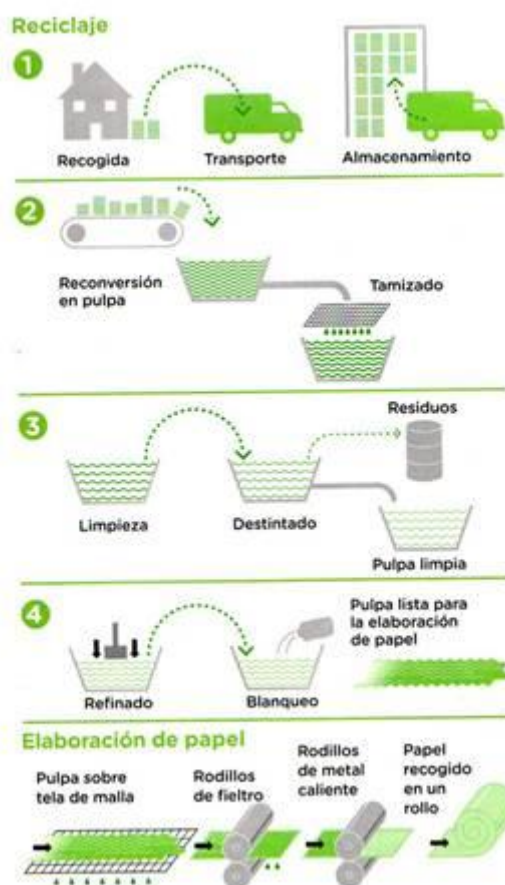 Reciclaje
1
Recogida
Transporte
Almacenamiento
2
Reconversión
en pulpa
Tamizado
3
Residuos
Limpieza
Destintado
Pulpa limpia
4
Pulpa lista para
la elaboración
de papel
Refinado
Blanqueo
Elaboración de papel
Pulpa sobre
tela de malla
Rodillos
de fieltro
Rodillos
de metal
caliente
Papel
recogido
en un
rollo